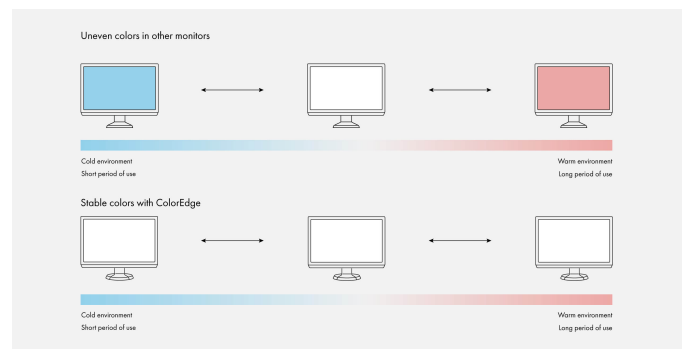 Uneven colors in other monitors
Cold environment
Short period of use
Warm environment
Long period of use
Stable colors with ColorEdge
Cold environment
Short period of use
Warm environment
Long period of use